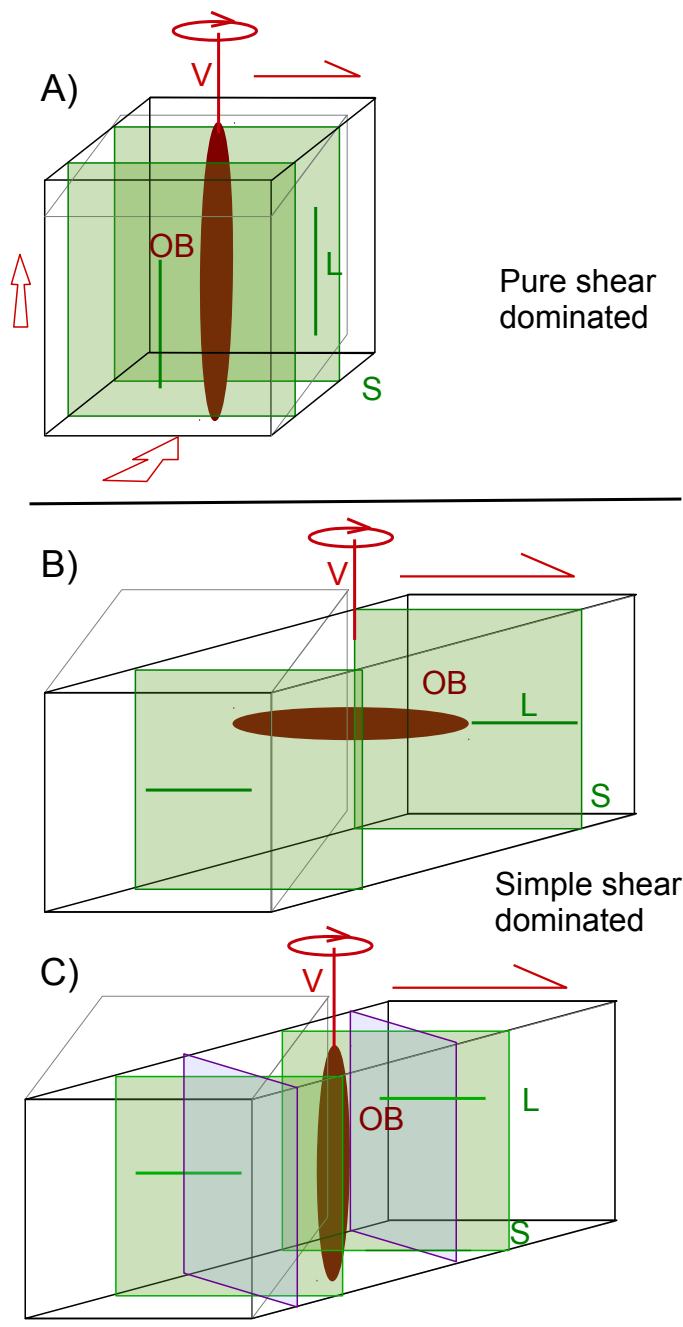 A)
V
OB
L
S
Pure shear
dominated
B)
V
OB
L
S
Simple shear
dominated
C)
V
OB
L
S